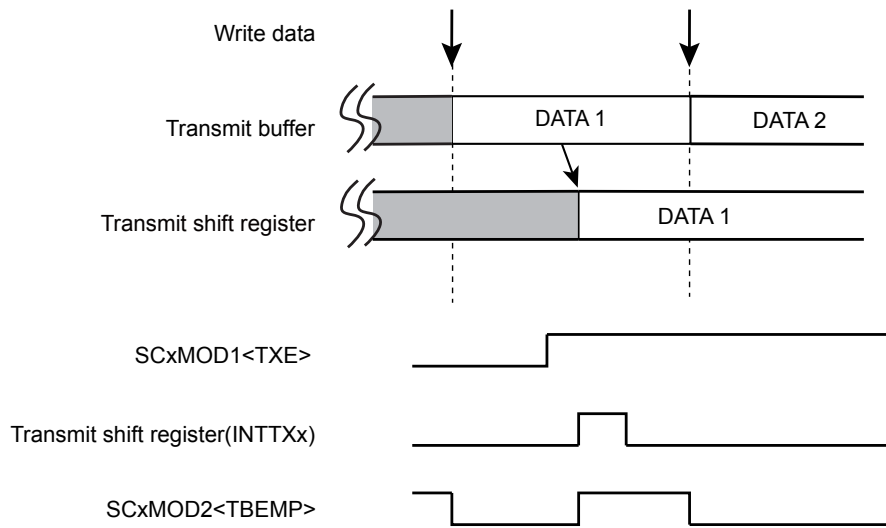 Write data
Transmit buffer
DATA 1
DATA 2
Transmit shift register
DATA 1
SCxMOD1<TXE>
Transmit shift register(INTTXx)
SCxMOD2<TBEMP>